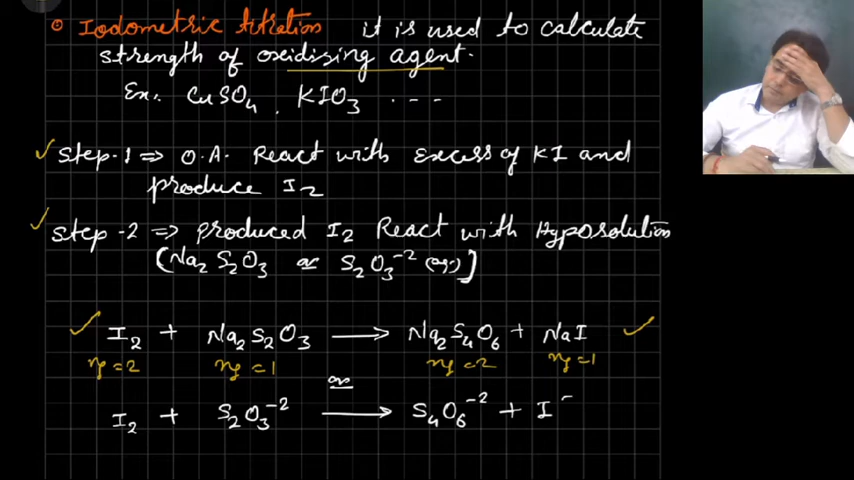 Iodometric titration it is used to calculate
strength of oxidising agent.
Ex:. CuSO4, KIO3 ...
Step-1 ⇒ O.A. React with Excess of KI and
produce I2
Step-2 ⇒ produced I2 React with Hyposolution
(Na2S2O3 or S2O3^-2(aq)]
I2 + Na2S2O3 → Na2S4O6 + NaI
nf=2 nf=1 nf=2 nf=1
or
I2 + S2O3^-2 → S4O6^-2 + I^-